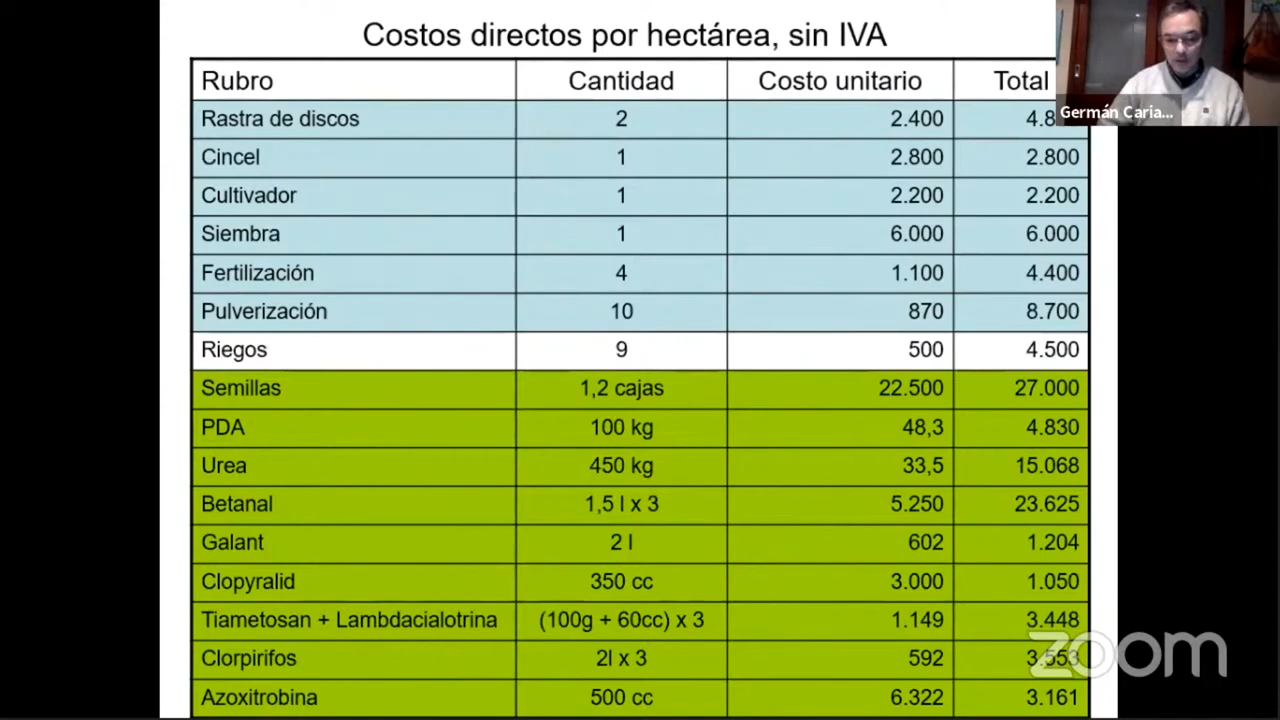 Costos directos por hectárea, sin IVA
Rubro Cantidad Costo unitario Total
Rastra de discos 2 2.400
Cincel 1 2.800 2.800
Cultivador 1 2.200 2.200
Siembra 1 6.000 6.000
Fertilización 4 1.100 4.400
Pulverización 10 870 8.700
Riegos 9 500 4.500
Semillas 1,2 cajas 22.500 27.000
PDA 100 kg 48,3 4.830
Urea 450 kg 33,5 15.068
Betanal 1,5 l x 3 5.250 23.625
Galant 2 l 602 1.204
Clopyralid 350 cc 3.000 1.050
Tiametosan + Lambdacialotrina (100g + 60cc) x 3 1.149 3.448
Clorpirifos 2l x 3 592 3.553
Azoxitrobina 500 cc 6.322 3.161
Germán Caria...
zoom